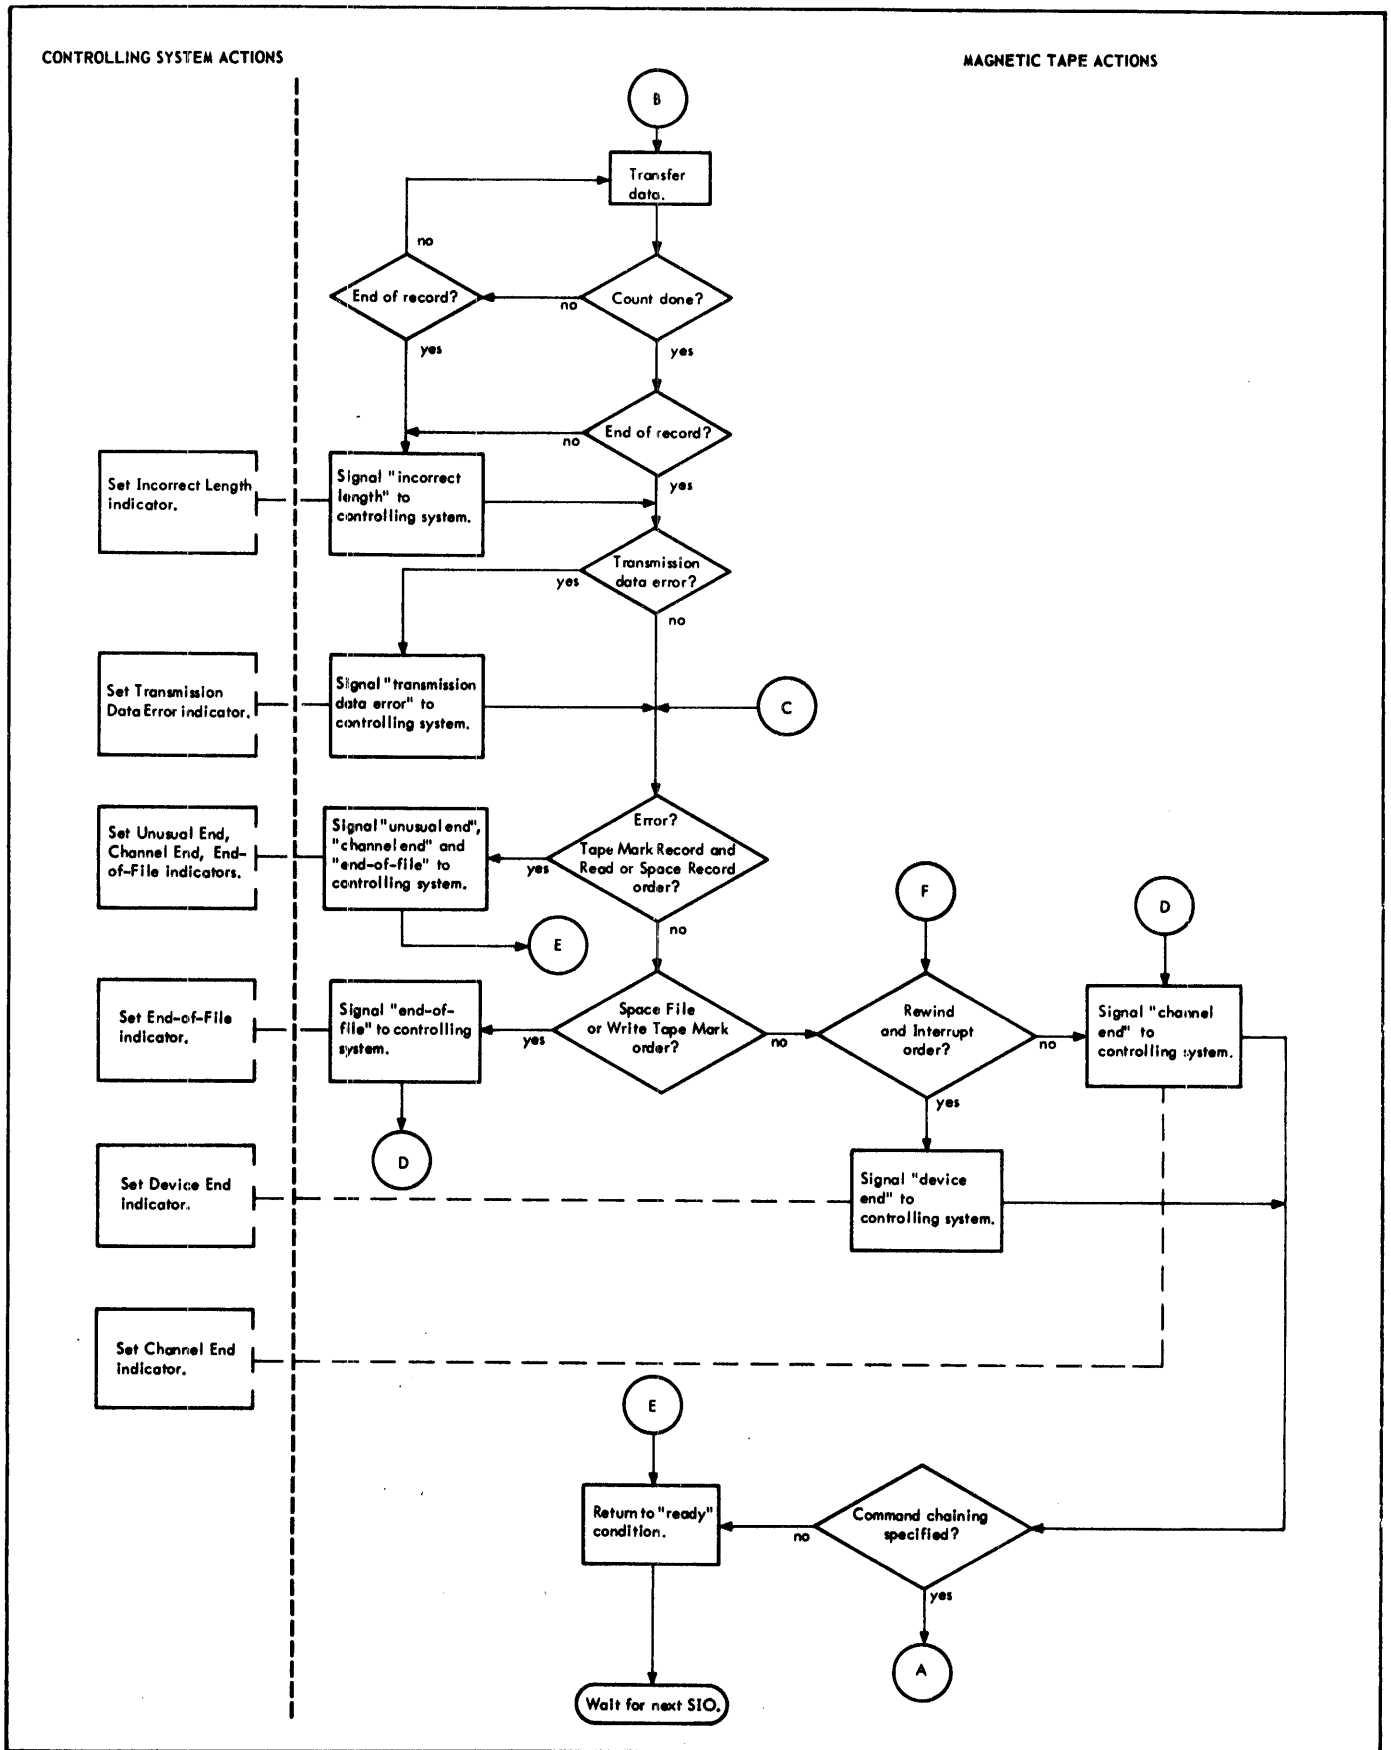 CONTROLLING SYSTEM ACTIONS
MAGNETIC TAPE ACTIONS
B
Transfer
data.
no
End of record?
no
Count done?
yes
yes
End of record?
no
yes
Set Incorrect Length
indicator.
Signal "incorrect
length" to
controlling system.
Transmission
data error?
yes
no
Set Transmission
Data Error indicator.
Signal "transmission
data error" to
controlling system.
C
Set Unusual End,
Channel End, End-
of-File indicators.
Signal "unusual end",
"channel end" and
"end-of-file" to
controlling system.
yes
Error?
Tape Mark Record and
Read or Space Record
order?
no
E
F
D
Set End-of-File
indicator.
Signal "end-of-
file" to controlling
system.
yes
Space File
or Write Tape Mark
order?
no
Rewind
and Interrupt
order?
no
yes
Signal "channel
end" to
controlling system.
D
Set Device End
indicator.
Signal "device
end" to
controlling system.
Set Channel End
indicator.
E
Return to "ready"
condition.
no
Command chaining
specified?
yes
A
Wait for next SIO.